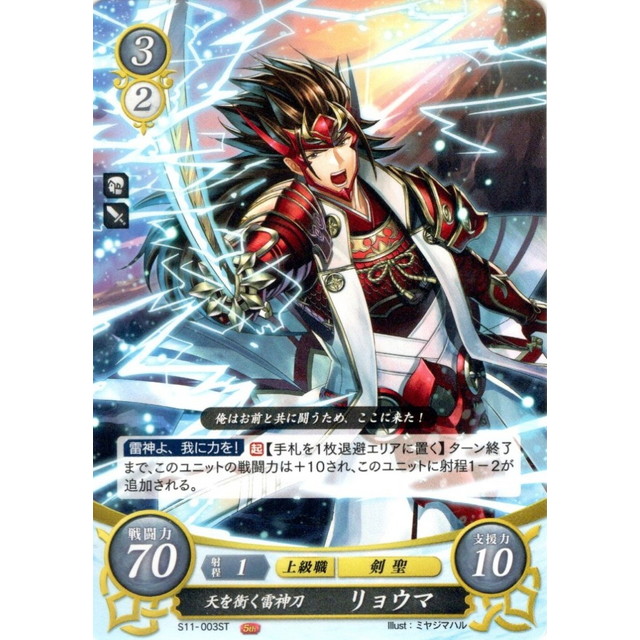 3
2
俺はお前と共に闘うため、ここに来た！
雷神よ、我に力を! 起【手札を1枚退避エリアに置く】ターン終了
まで、このユニットの戦闘力は＋10され、このユニットに射程1－2が
追加される。
戦闘力
70
射程 1 上級職 剣聖
支援力
10
天を衝く雷神刀 リョウマ
S11-003ST 5th Illust：ミヤジマハル